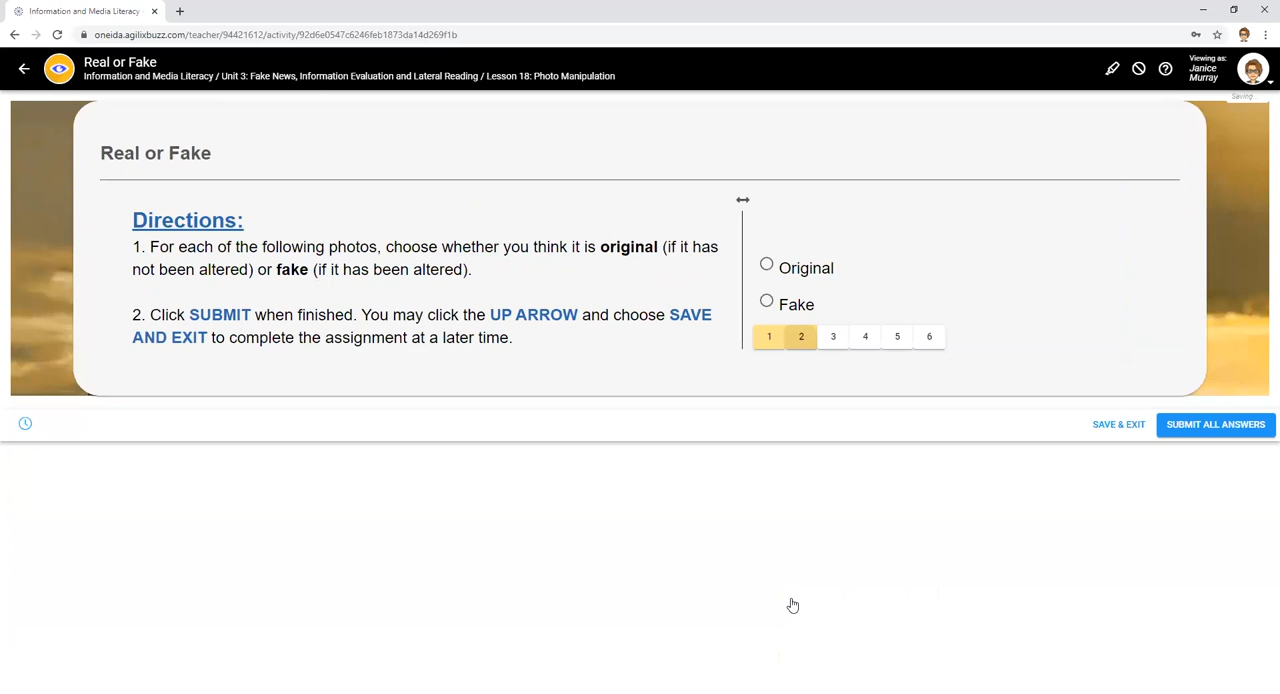 Information and Media Literacy
oneida.agilixbuzz.com/teacher/94421612/activity/92d6e0547c6246feb1873da14d269f1b
Real or Fake
Information and Media Literacy / Unit 3: Fake News, Information Evaluation and Lateral Reading / Lesson 18: Photo Manipulation
Viewing as:
Janice
Murray
Saving...
Real or Fake
Directions:
1. For each of the following photos, choose whether you think it is original (if it has
not been altered) or fake (if it has been altered).
2. Click SUBMIT when finished. You may click the UP ARROW and choose SAVE
AND EXIT to complete the assignment at a later time.
Original
Fake
1 2 3 4 5 6
SAVE & EXIT
SUBMIT ALL ANSWERS